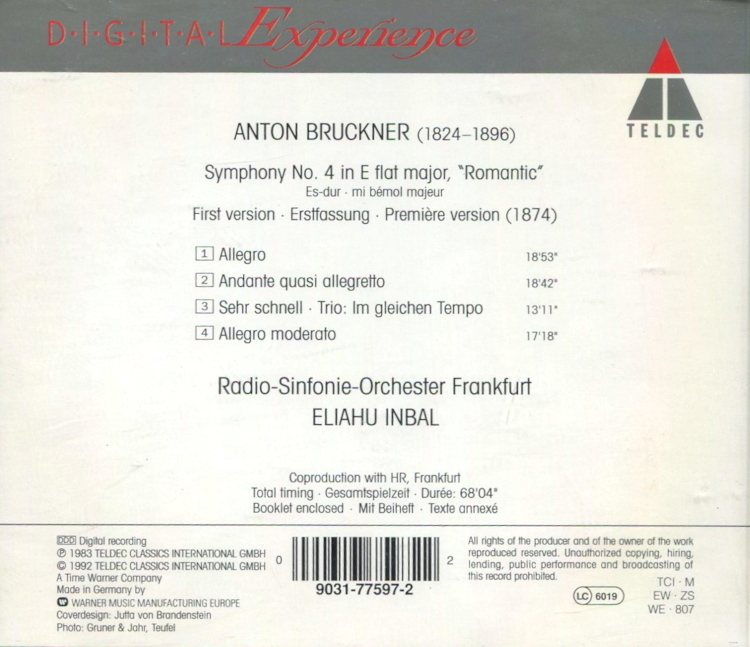 D·I·G·I·T·A·L Experience
TELDEC
ANTON BRUCKNER (1824–1896)
Symphony No. 4 in E flat major, "Romantic"
Es-dur · mi bémol majeur
First version · Erstfassung · Première version (1874)
1 Allegro 18'53"
2 Andante quasi allegretto 18'42"
3 Sehr schnell · Trio: Im gleichen Tempo 13'11"
4 Allegro moderato 17'18"
Radio-Sinfonie-Orchester Frankfurt
ELIAHU INBAL
Coproduction with HR, Frankfurt
Total timing · Gesamtspielzeit · Durée: 68'04"
Booklet enclosed · Mit Beiheft · Texte annexé
DDD Digital recording
℗ 1983 TELDEC CLASSICS INTERNATIONAL GMBH
© 1992 TELDEC CLASSICS INTERNATIONAL GMBH
A Time Warner Company
Made in Germany by
WARNER MUSIC MANUFACTURING EUROPE
Coverdesign: Jutta von Brandenstein
Photo: Gruner & Jahr, Teufel
0 2
9031-77597-2
All rights of the producer and of the owner of the work
reproduced reserved. Unauthorized copying, hiring,
lending, public performance and broadcasting of
this record prohibited.
LC 6019
TCI · M
EW · ZS
WE · 807